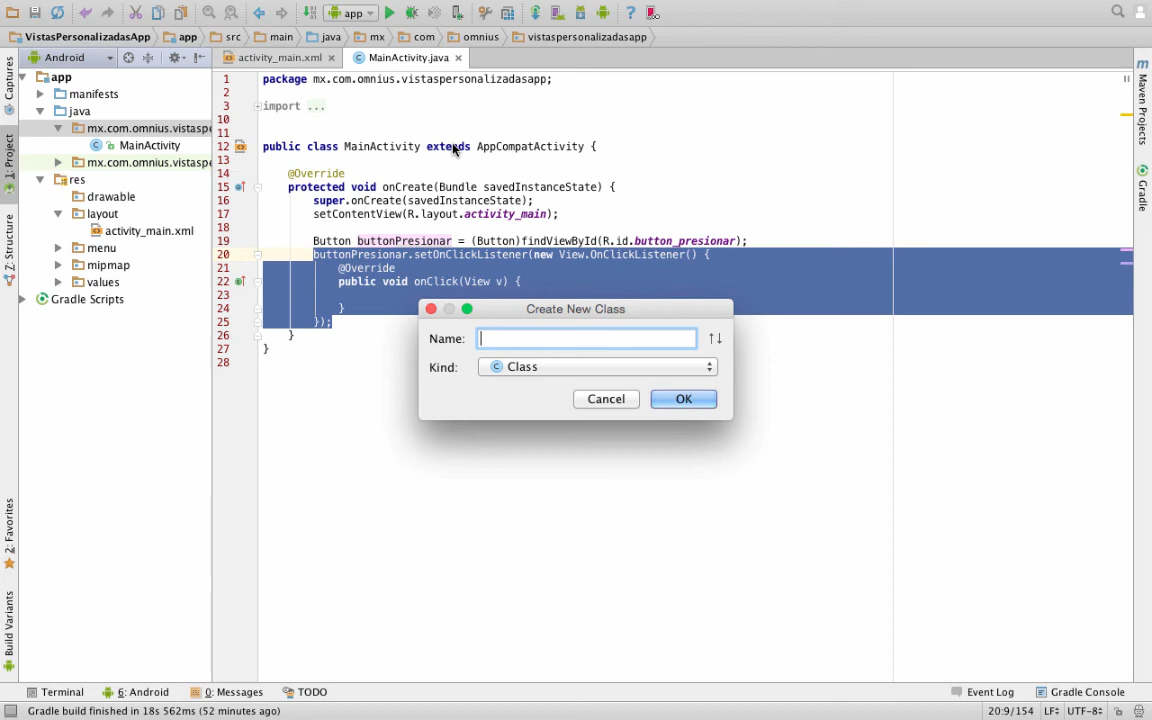 app
VistasPersonalizadasApp app src main java mx com omnius vistaspersonalizadasapp
Android
activity_main.xml
MainActivity.java
Captures
1: Project
Z: Structure
2: Favorites
Build Variants
app
manifests
java
mx.com.omnius.vistaspe
MainActivity
mx.com.omnius.vistaspe
res
drawable
layout
activity_main.xml
menu
mipmap
values
Gradle Scripts
1 package mx.com.omnius.vistaspersonalizadasapp;
2
3 import ...
10
11
12 public class MainActivity extends AppCompatActivity {
13
14 @Override
15 protected void onCreate(Bundle savedInstanceState) {
16 super.onCreate(savedInstanceState);
17 setContentView(R.layout.activity_main);
18
19 Button buttonPresionar = (Button)findViewById(R.id.button_presionar);
20 buttonPresionar.setOnClickListener(new View.OnClickListener() {
21 @Override
22 public void onClick(View v) {
23
24 }
25 });
26 }
27 }
28
Create New Class
Name:
Kind: Class
Cancel OK
m
Maven Projects
Gradle
Terminal 6: Android 0: Messages TODO Event Log Gradle Console
Gradle build finished in 18s 562ms (52 minutes ago) 20:9/154 LF UTF-8